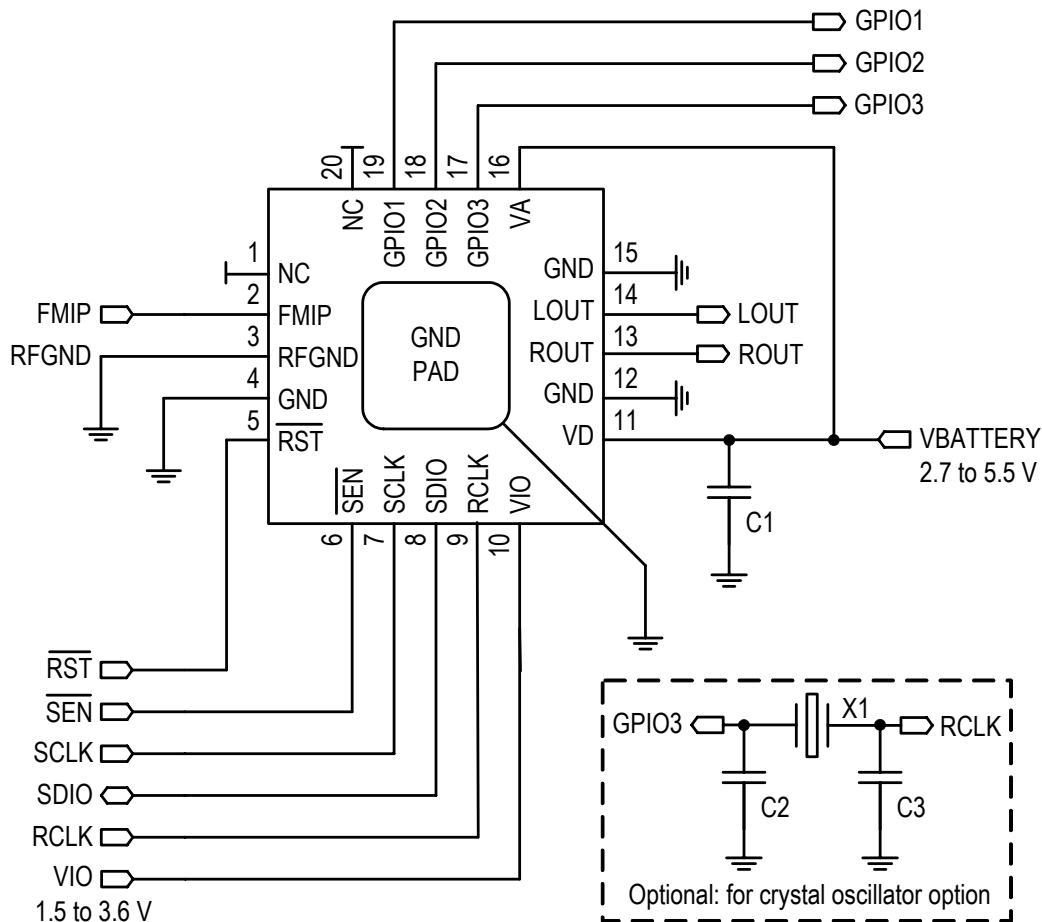 GPIO1
GPIO2
GPIO3
20
19
18
17
16
NC
GPIO1
GPIO2
GPIO3
VA
1
NC
FMIP
2
FMIP
RFGND
3
RFGND
4
GND
5
RST
GND
PAD
GND
15
LOUT
14
LOUT
ROUT
13
ROUT
GND
12
VD
11
VBATTERY
2.7 to 5.5 V
C1
SEN
SCLK
SDIO
RCLK
VIO
6
7
8
9
10
RST
SEN
SCLK
SDIO
RCLK
VIO
1.5 to 3.6 V
GPIO3
X1
RCLK
C2
C3
Optional: for crystal oscillator option